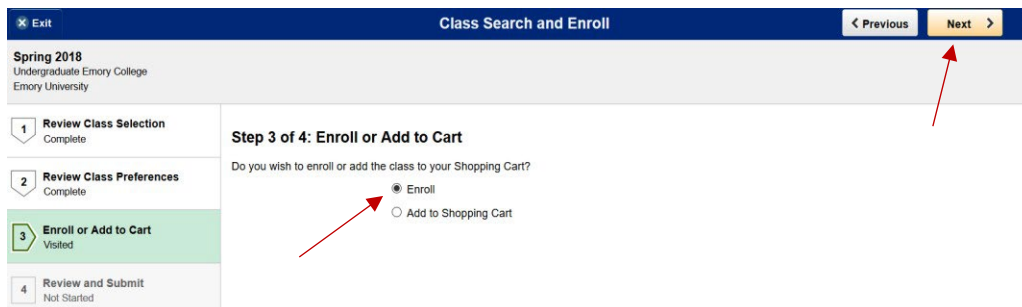 Exit
Class Search and Enroll
Previous
Next
Spring 2018
Undergraduate Emory College
Emory University
1
Review Class Selection
Complete
2
Review Class Preferences
Complete
3
Enroll or Add to Cart
Visited
4
Review and Submit
Not Started
Step 3 of 4: Enroll or Add to Cart
Do you wish to enroll or add the class to your Shopping Cart?
Enroll
Add to Shopping Cart